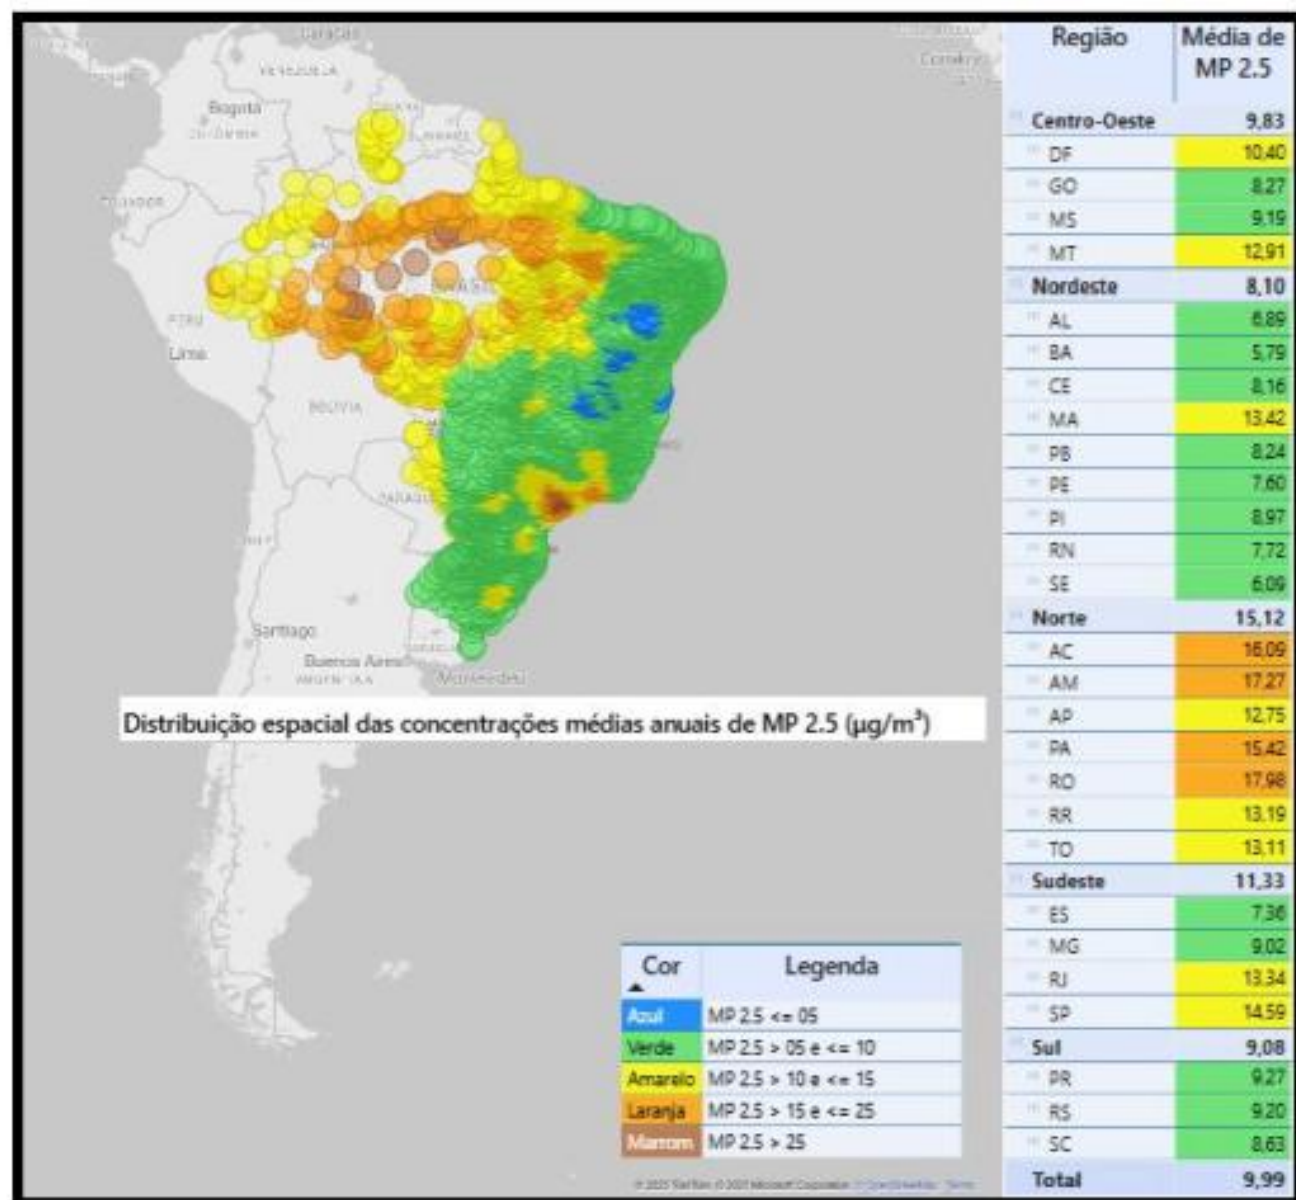 Caracas
VENEZUELA
Bogotá
ECUADOR
BRASIL
PERU
Lima
BOLIVIA
Santiago
Buenos Aires
Montevideo
Distribuição espacial das concentrações médias anuais de MP 2.5 (µg/m³)
Cor Legenda
Azul MP 2.5 <= 05
Verde MP 2.5 > 05 e <= 10
Amarelo MP 2.5 > 10 e <= 15
Laranja MP 2.5 > 15 e <= 25
Marrom MP 2.5 > 25
Região Média de
MP 2.5
Centro-Oeste 9,83
DF 10,40
GO 8,27
MS 9,19
MT 12,91
Nordeste 8,10
AL 6,89
BA 5,79
CE 8,16
MA 13,42
PB 8,24
PE 7,60
PI 8,97
RN 7,72
SE 6,09
Norte 15,12
AC 16,09
AM 17,27
AP 12,75
PA 15,42
RO 17,98
RR 13,19
TO 13,11
Sudeste 11,33
ES 7,36
MG 9,02
RJ 13,34
SP 14,59
Sul 9,08
PR 9,27
RS 9,20
SC 8,63
Total 9,99